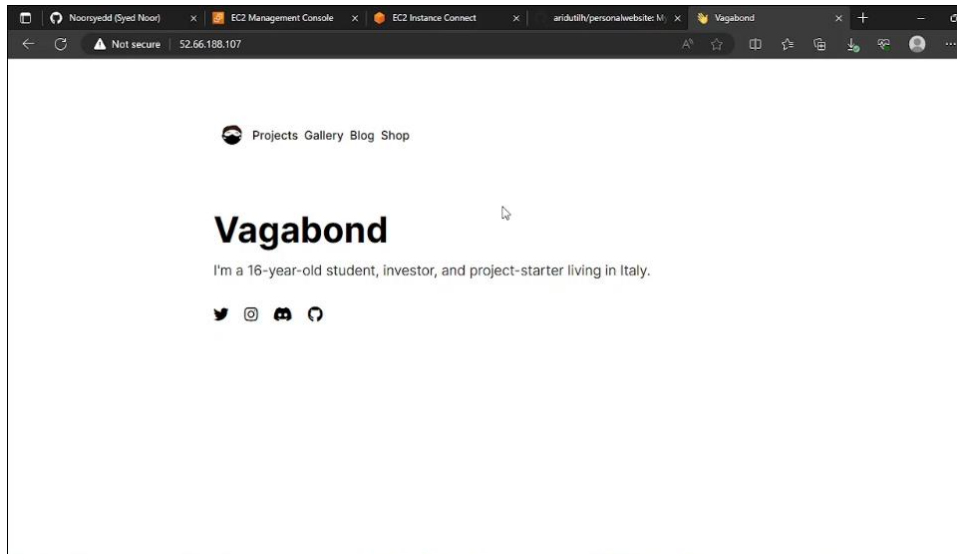 Noorsyedd (Syed Noor)
EC2 Management Console
EC2 Instance Connect
aridutilh/personalwebsite: My
Vagabond
Not secure
52.66.188.107
Projects Gallery Blog Shop
Vagabond
I'm a 16-year-old student, investor, and project-starter living in Italy.